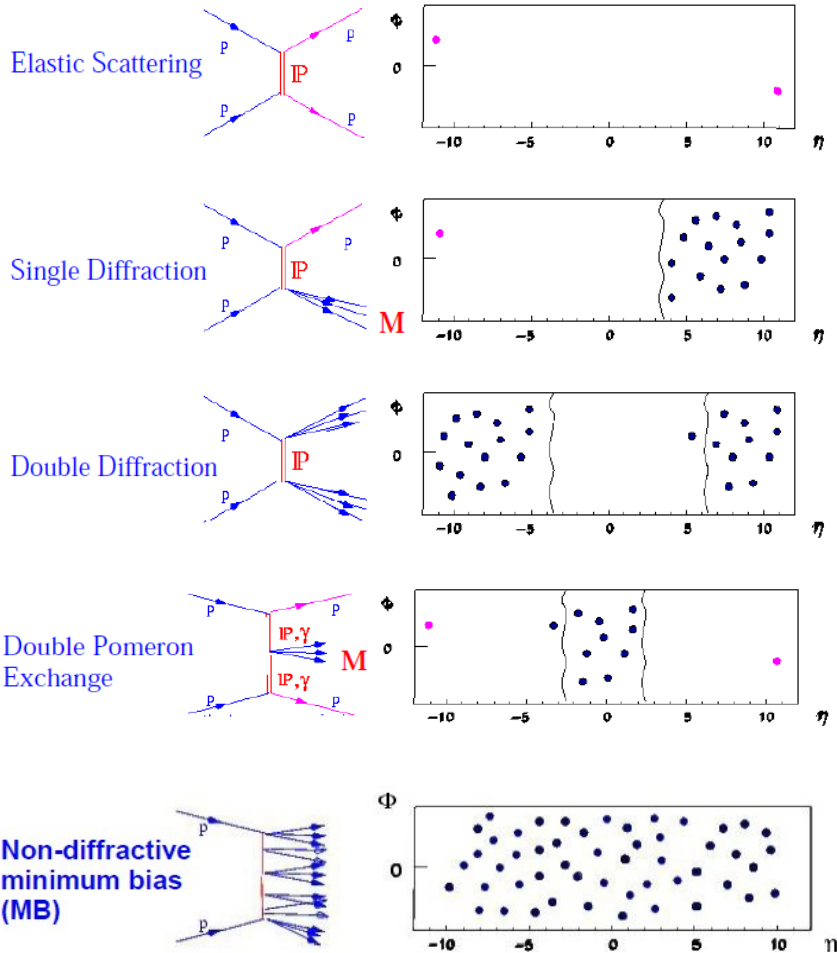 P
p
Φ
Elastic Scattering
ℙ
0
P
p
-10 -5 0 5 10 η
P
p
Φ
Single Diffraction
ℙ
0
P
M
-10 -5 0 5 10 η
P
Φ
Double Diffraction
ℙ
0
P
-10 -5 0 5 10 η
P
P
Φ
ℙ,γ
Double Pomeron
Exchange
M
0
ℙ,γ
P
P
-10 -5 0 5 10 η
Φ
p
Non-diffractive
minimum bias
(MB)
0
p
-10 -5 0 5 10 η